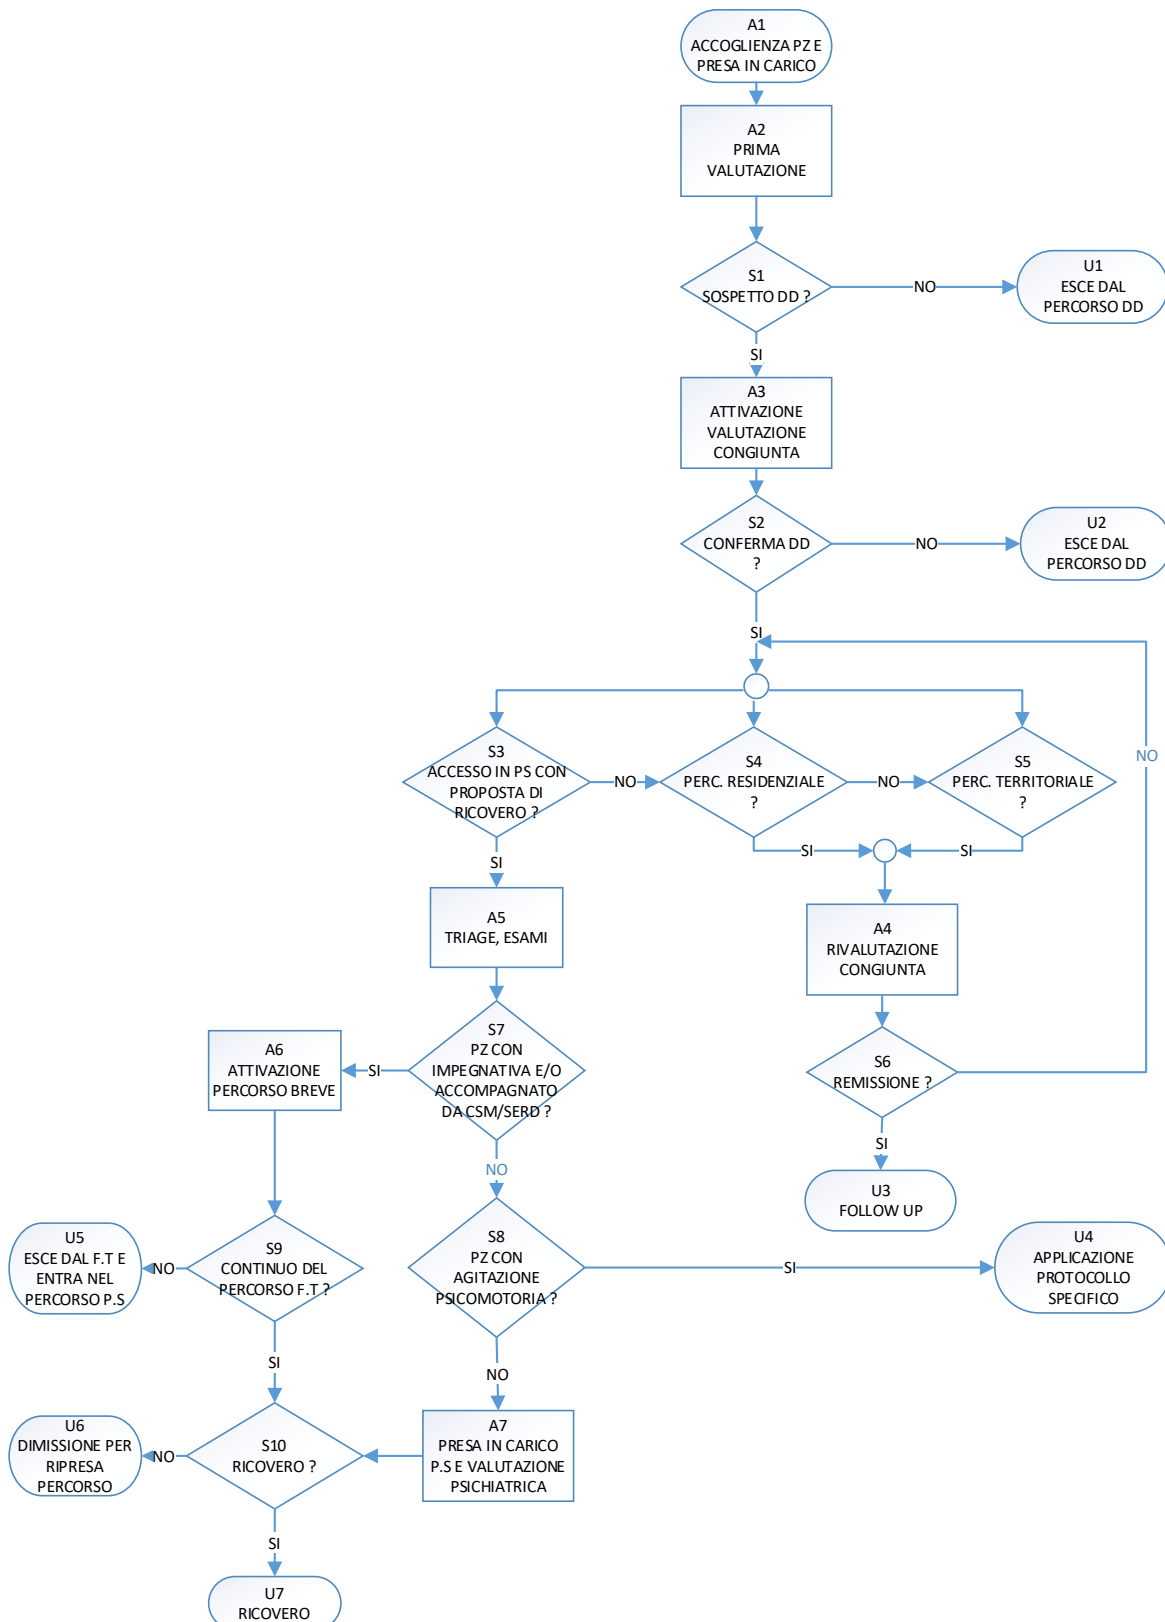 A1
ACCOGLIENZA PZ E
PRESA IN CARICO
A2
PRIMA
VALUTAZIONE
S1
SOSPETTO DD ?
NO
U1
ESCE DAL
PERCORSO DD
SI
A3
ATTIVAZIONE
VALUTAZIONE
CONGIUNTA
S2
CONFERMA DD
?
NO
U2
ESCE DAL
PERCORSO DD
SI
S3
ACCESSO IN PS CON
PROPOSTA DI
RICOVERO ?
NO
S4
PERC. RESIDENZIALE
?
NO
S5
PERC. TERRITORIALE
?
NO
SI
SI
SI
A5
TRIAGE, ESAMI
A4
RIVALUTAZIONE
CONGIUNTA
S7
PZ CON
IMPEGNATIVA E/O
ACCOMPAGNATO
DA CSM/SERD ?
SI
A6
ATTIVAZIONE
PERCORSO BREVE
S6
REMISSIONE ?
SI
U3
FOLLOW UP
NO
S8
PZ CON
AGITAZIONE
PSICOMOTORIA ?
SI
U4
APPLICAZIONE
PROTOCOLLO
SPECIFICO
S9
CONTINUO DEL
PERCORSO F.T ?
NO
U5
ESCE DAL F.T E
ENTRA NEL
PERCORSO P.S
SI
NO
A7
PRESA IN CARICO
P.S E VALUTAZIONE
PSICHIATRICA
S10
RICOVERO ?
NO
U6
DIMISSIONE PER
RIPRESA
PERCORSO
SI
U7
RICOVERO